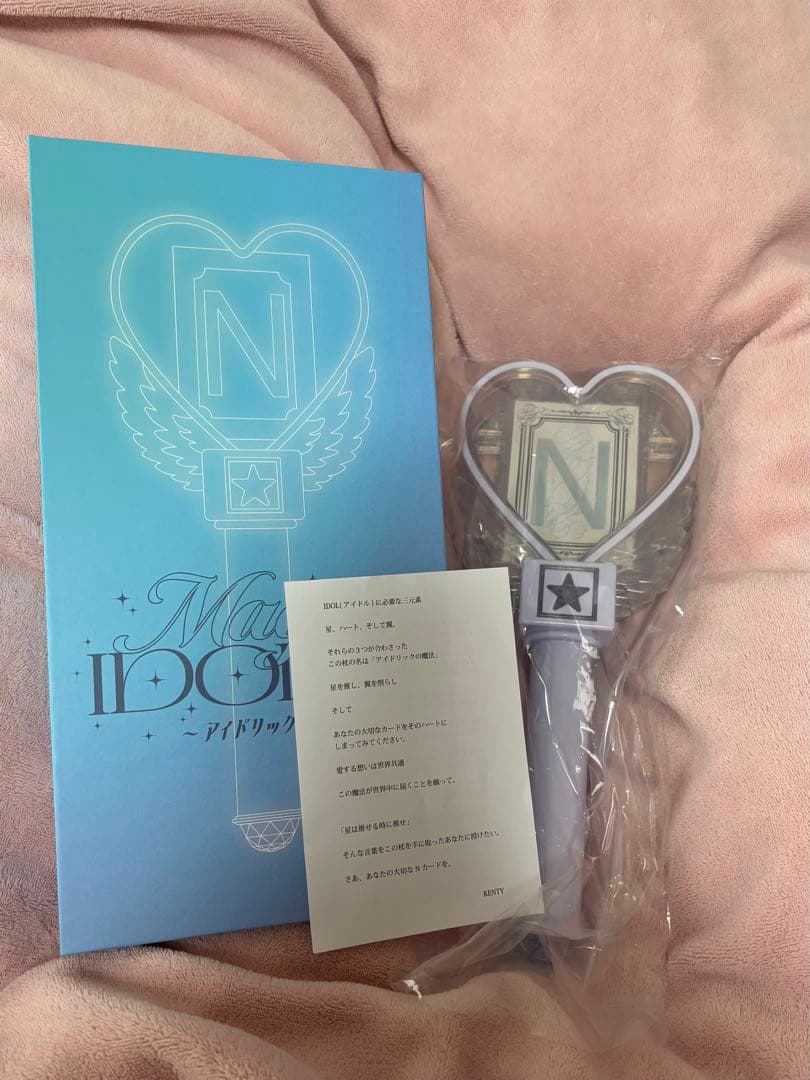 N
IDOL(アイドル)に必要な三元素
星、ハート、そして翼。
それらの3つが合わさった
この杖の名は「アイドリックの魔法」
星を推し、翼を照らし
そして
あなたの大切なカードをそのハートに
しまってみてください。
愛する想いは世界共通
この魔法が世界中に届くことを願って。
「星は推せる時に推せ」
そんな言葉をこの杖を手に取ったあなたに授けたい。
さあ、あなたの大切なNカードを。
KENTY
N
~アイドリック